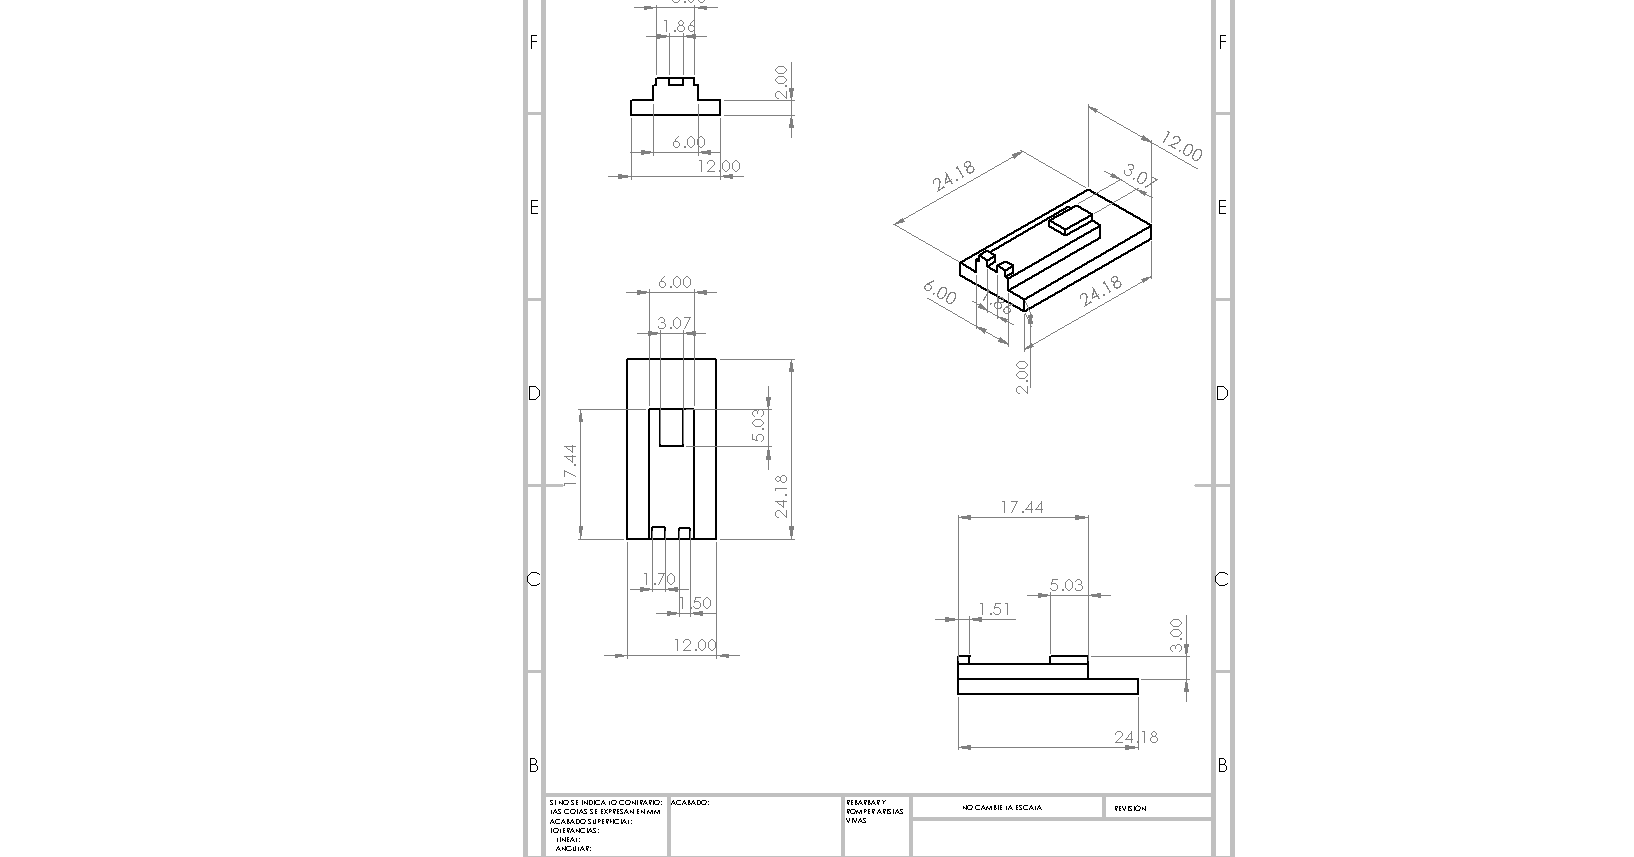 F
F
1.86
2.00
6.00
12.00
12.00
24.18
3.07
E
E
6.00
1.86
24.18
2.00
6.00
3.07
D
D
5.03
17.44
24.18
17.44
C
C
1.70
1.50
12.00
5.03
1.51
3.00
24.18
B
B
SI NO SE INDICA LO CONTRARIO:
LAS COTAS SE EXPRESAN EN MM
ACABADO SUPERFICIAL:
TOLERANCIAS:
LINEAL:
ANGULAR:
ACABADO:
REBARBAR Y
ROMPER ARISTAS
VIVAS
NO CAMBIE LA ESCALA
REVISIÓN